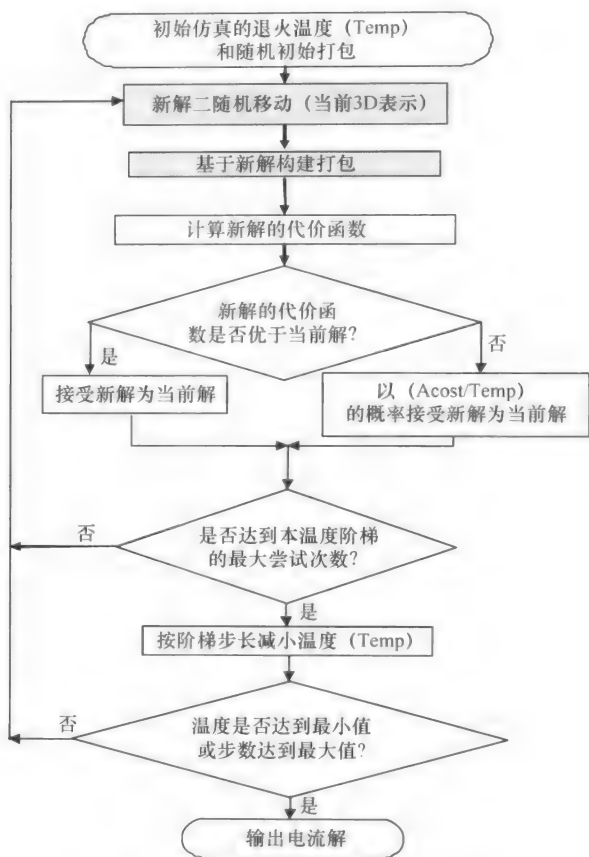 初始仿真的退火温度（Temp）
和随机初始打包
新解二随机移动（当前3D表示）
基于新解构建打包
计算新解的代价函数
新解的代价函
数是否优于当前解？
是
否
接受新解为当前解
以（Acost/Temp）
的概率接受新解为当前解
否
是否达到本温度阶梯
的最大尝试次数？
是
按阶梯步长减小温度（Temp）
否
温度是否达到最小值
或步数达到最大值？
是
输出电流解